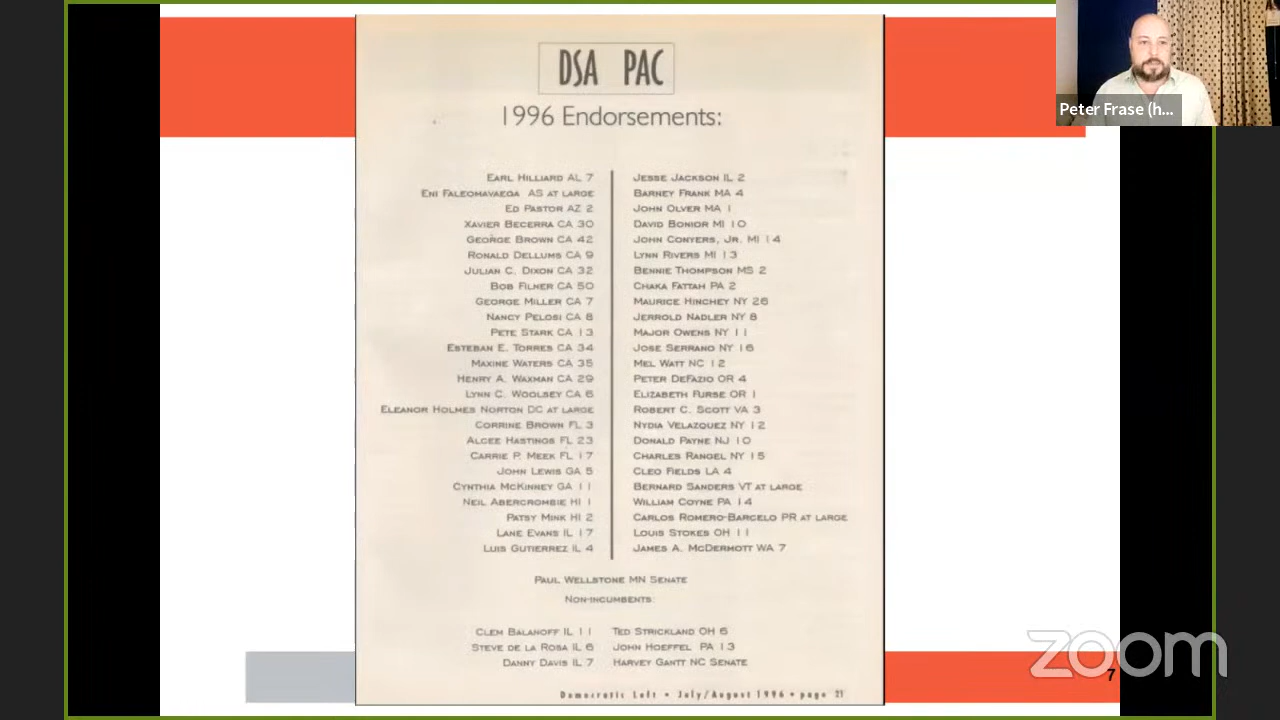 DSA PAC
1996 Endorsements:
EARL HILLIARD AL 7
ENI FALEOMAVAEGA AS AT LARGE
ED PASTOR AZ 2
XAVIER BECERRA CA 30
GEORGE BROWN CA 42
RONALD DELLUMS CA 9
JULIAN C. DIXON CA 32
BOB FILNER CA 50
GEORGE MILLER CA 7
NANCY PELOSI CA 8
PETE STARK CA 13
ESTEBAN E. TORRES CA 34
MAXINE WATERS CA 35
HENRY A. WAXMAN CA 29
LYNN C. WOOLSEY CA 6
ELEANOR HOLMES NORTON DC AT LARGE
CORRINE BROWN FL 3
ALCEE HASTINGS FL 23
CARRIE P. MEEK FL 17
JOHN LEWIS GA 5
CYNTHIA MCKINNEY GA 11
NEIL ABERCROMBIE HI 1
PATSY MINK HI 2
LANE EVANS IL 17
LUIS GUTIERREZ IL 4
JESSE JACKSON IL 2
BARNEY FRANK MA 4
JOHN OLVER MA 1
DAVID BONIOR MI 10
JOHN CONYERS, JR. MI 14
LYNN RIVERS MI 13
BENNIE THOMPSON MS 2
CHAKA FATTAH PA 2
MAURICE HINCHEY NY 26
JERROLD NADLER NY 8
MAJOR OWENS NY 11
JOSE SERRANO NY 16
MEL WATT NC 12
PETER DEFAZIO OR 4
ELIZABETH FURSE OR 1
ROBERT C. SCOTT VA 3
NYDIA VELAZQUEZ NY 12
DONALD PAYNE NJ 10
CHARLES RANGEL NY 15
CLEO FIELDS LA 4
BERNARD SANDERS VT AT LARGE
WILLIAM COYNE PA 14
CARLOS ROMERO-BARCELO PR AT LARGE
LOUIS STOKES OH 11
JAMES A. MCDERMOTT WA 7
PAUL WELLSTONE MN SENATE
NON-INCUMBENTS:
CLEM BALANOFF IL 11
STEVE DE LA ROSA IL 6
DANNY DAVIS IL 7
TED STRICKLAND OH 6
JOHN HOEFFEL PA 13
HARVEY GANTT NC SENATE
Democratic Left • July/August 1996 • page 21
Peter Frase (h...
zoom
7